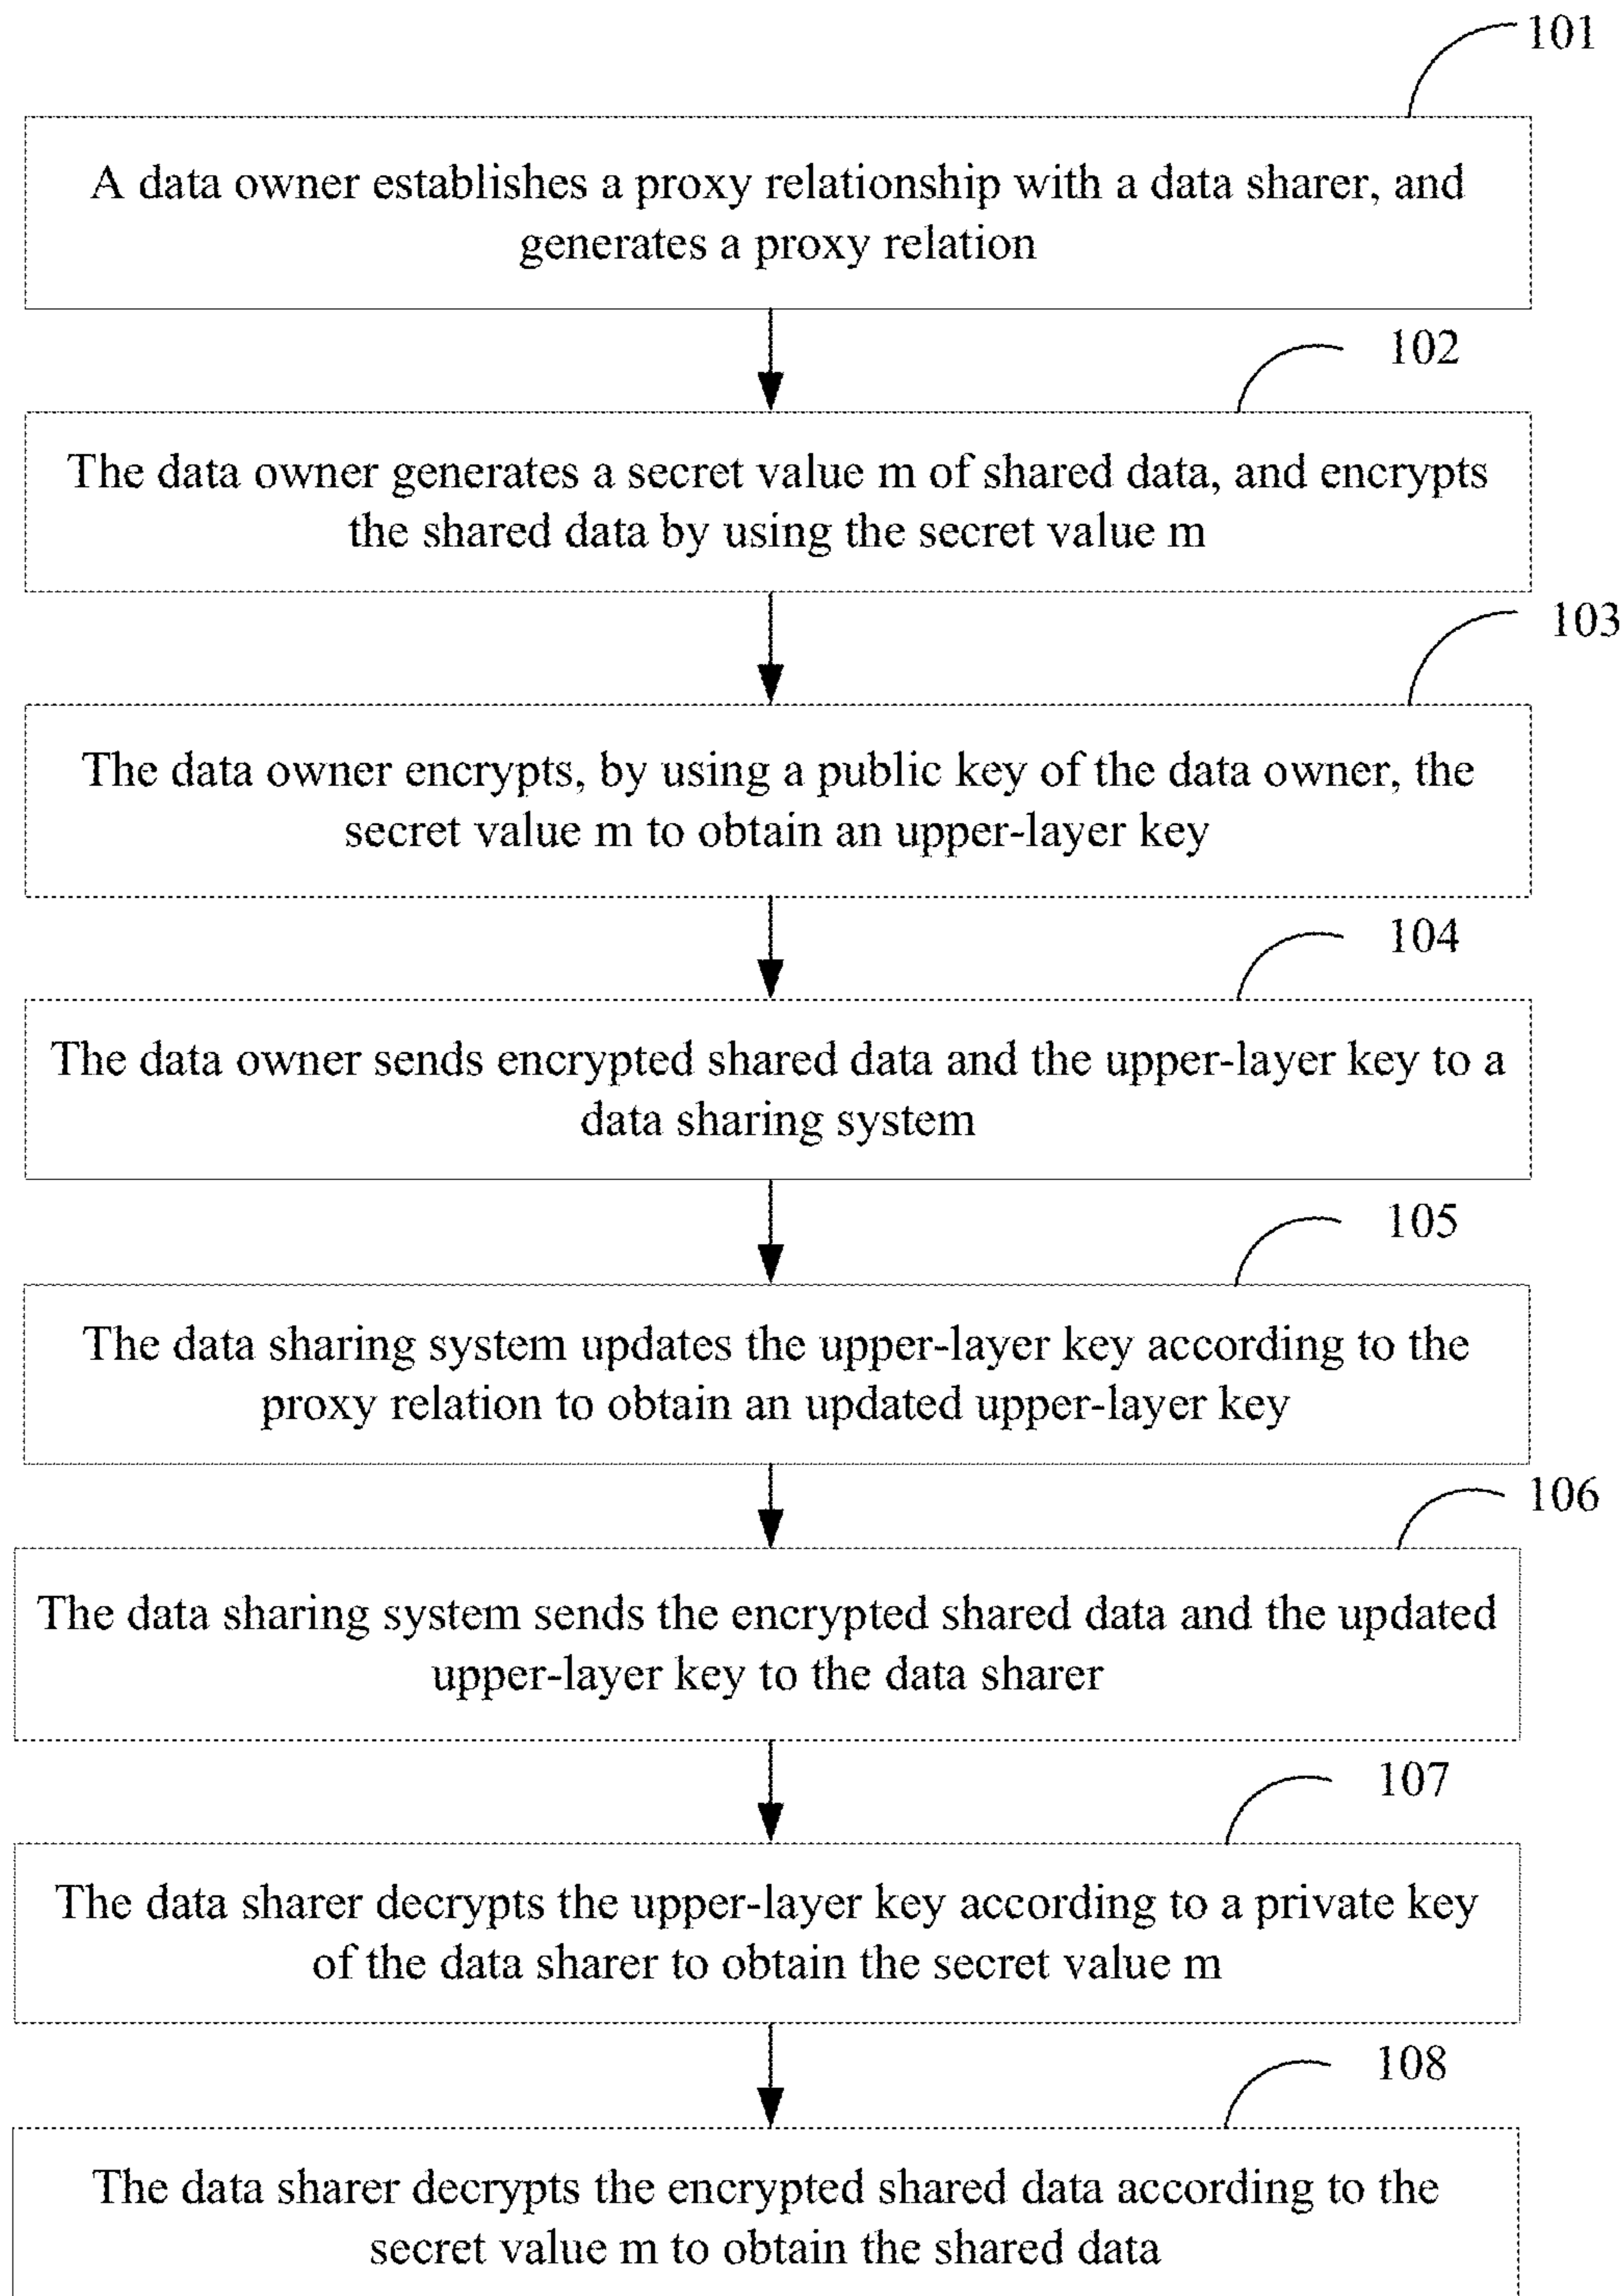 101
A data owner establishes a proxy relationship with a data sharer, and
generates a proxy relation
102
The data owner generates a secret value m of shared data, and encrypts
the shared data by using the secret value m
103
The data owner encrypts, by using a public key of the data owner, the
secret value m to obtain an upper-layer key
104
The data owner sends encrypted shared data and the upper-layer key to a
data sharing system
105
The data sharing system updates the upper-layer key according to the
proxy relation to obtain an updated upper-layer key
106
The data sharing system sends the encrypted shared data and the updated
upper-layer key to the data sharer
107
The data sharer decrypts the upper-layer key according to a private key
of the data sharer to obtain the secret value m
108
The data sharer decrypts the encrypted shared data according to the
secret value m to obtain the shared data